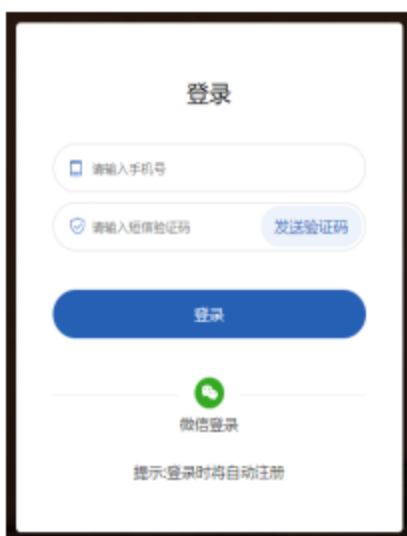 登录
请输入手机号
请输入短信验证码 发送验证码
登录
微信登录
提示:登录时将自动注册